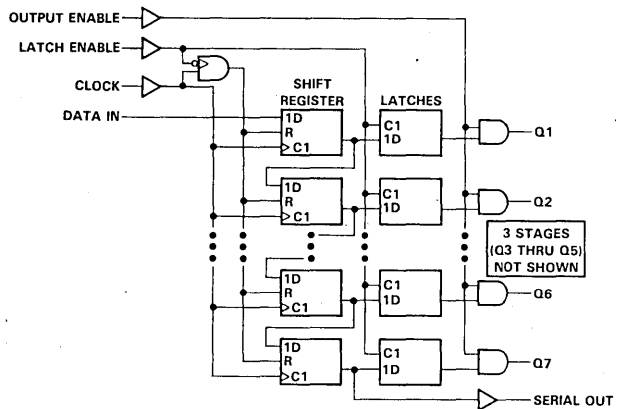 OUTPUT ENABLE
LATCH ENABLE
CLOCK
DATA IN
SHIFT
REGISTER
LATCHES
1D
R
C1
C1
1D
Q1
1D
R
C1
C1
1D
Q2
3 STAGES
(Q3 THRU Q5)
NOT SHOWN
1D
R
C1
C1
1D
Q6
1D
R
C1
C1
1D
Q7
SERIAL OUT